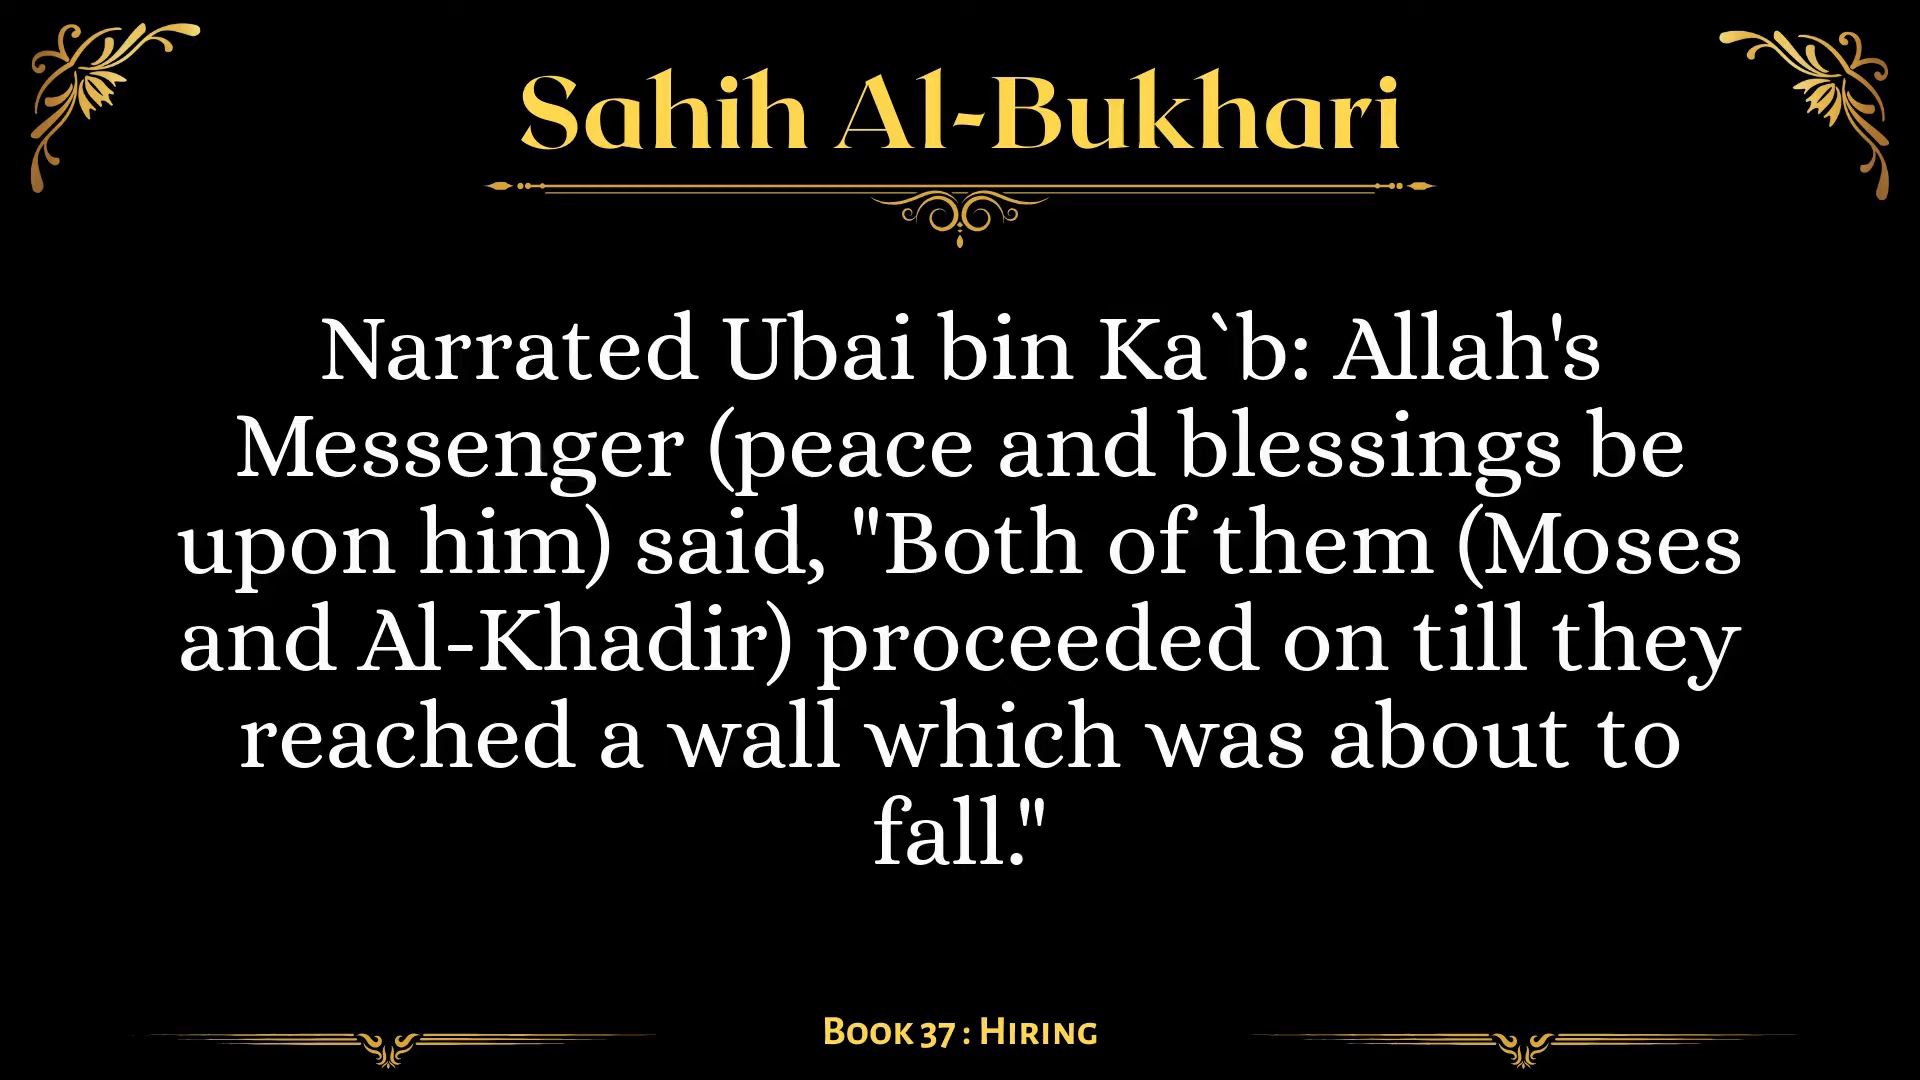 Sahih Al-Bukhari
Narrated Ubai bin Ka`b: Allah's
Messenger (peace and blessings be
upon him) said, "Both of them (Moses
and Al-Khadir) proceeded on till they
reached a wall which was about to
fall."
Book 37 : Hiring